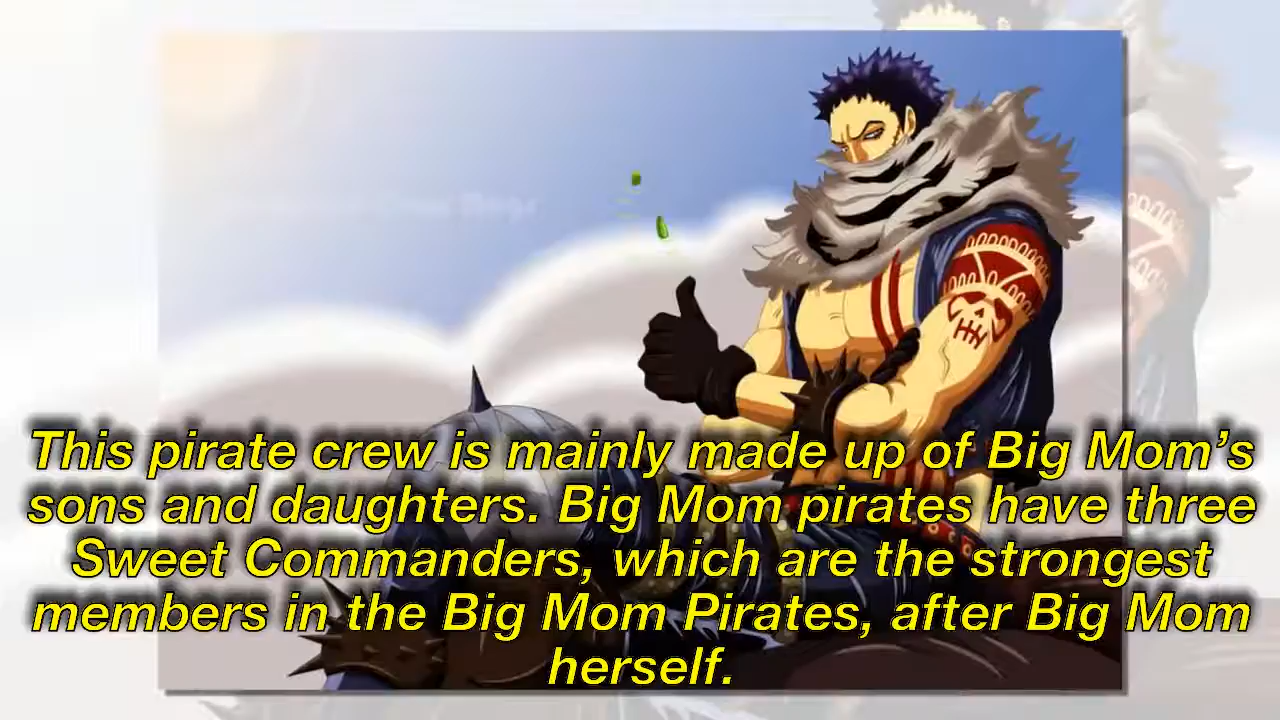 This pirate crew is mainly made up of Big Mom’s
sons and daughters. Big Mom pirates have three
Sweet Commanders, which are the strongest
members in the Big Mom Pirates, after Big Mom
herself.